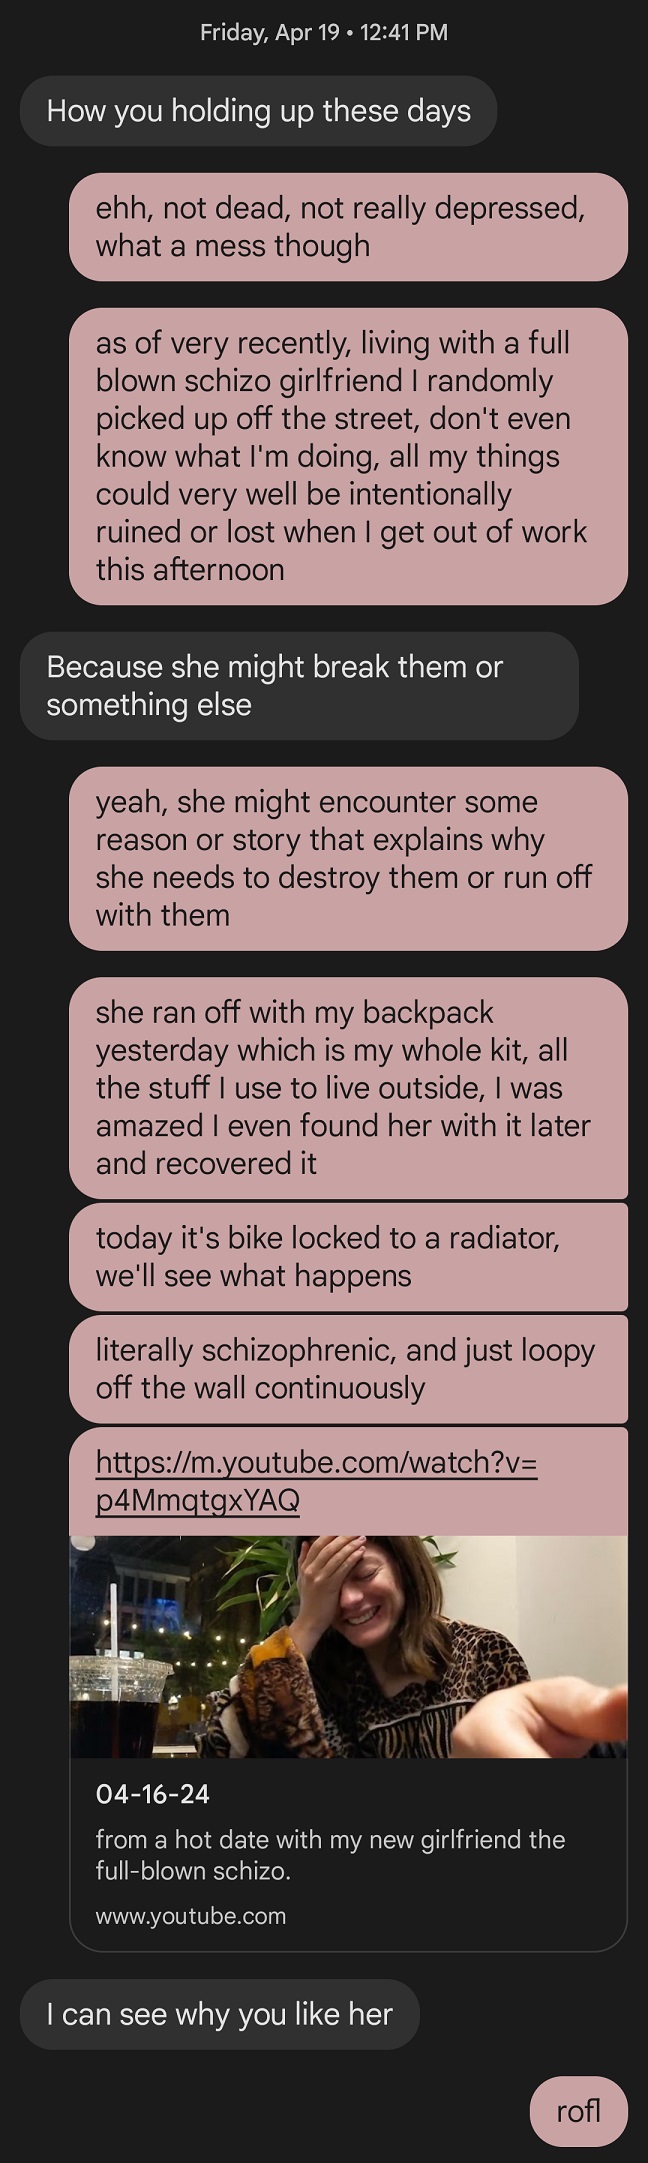 Friday, Apr 19 • 12:41 PM
How you holding up these days
ehh, not dead, not really depressed,
what a mess though
as of very recently, living with a full
blown schizo girlfriend I randomly
picked up off the street, don't even
know what I'm doing, all my things
could very well be intentionally
ruined or lost when I get out of work
this afternoon
Because she might break them or
something else
yeah, she might encounter some
reason or story that explains why
she needs to destroy them or run off
with them
she ran off with my backpack
yesterday which is my whole kit, all
the stuff I use to live outside, I was
amazed I even found her with it later
and recovered it
today it's bike locked to a radiator,
we'll see what happens
literally schizophrenic, and just loopy
off the wall continuously
https://m.youtube.com/watch?v=
p4MmqtgxYAQ
04-16-24
from a hot date with my new girlfriend the
full-blown schizo.
www.youtube.com
I can see why you like her
rofl